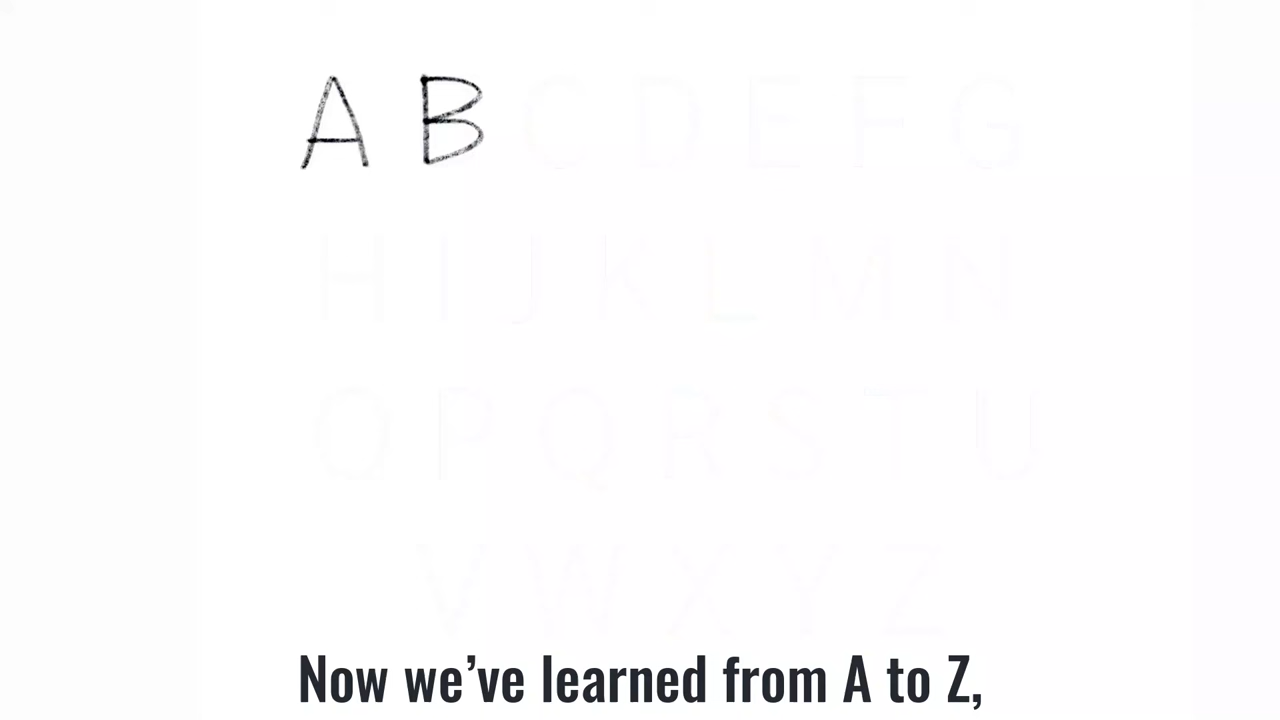 A B C D E F G
H I J K L M N
O P Q R S T U
V W X Y Z
Now we’ve learned from A to Z,